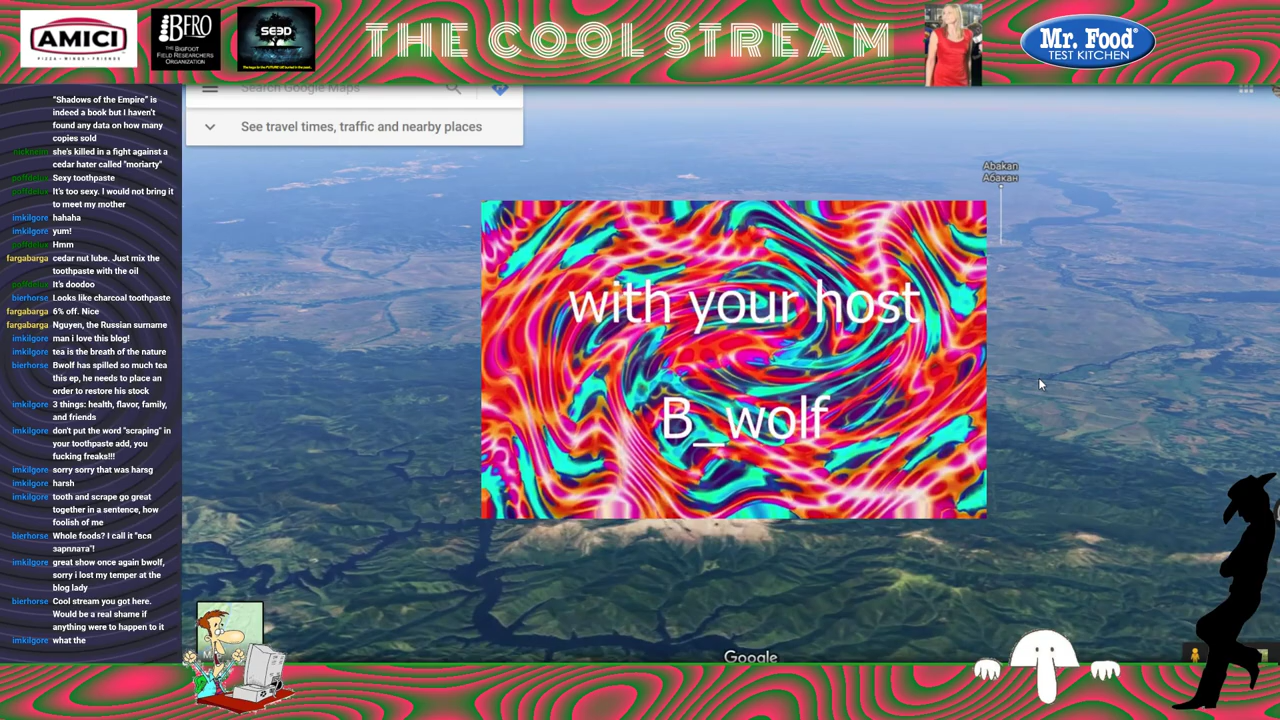 AMICI
PIZZA • WINGS • FRIENDS
BFRO
THE BIGFOOT
FIELD RESEARCHERS
ORGANIZATION
SEED
THE COOL STREAM
Mr. Food®
TEST KITCHEN
Search Google Maps
See travel times, traffic and nearby places
Abakan
Абакан
with your host
B_wolf
Google
"Shadows of the Empire" is
indeed a book but I haven't
found any data on how many
copies sold
nickneon she's killed in a fight against a
cedar hater called "moriarty"
poffdelux Sexy toothpaste
poffdelux It's too sexy. I would not bring it
to meet my mother
imkilgore hahaha
imkilgore yum!
poffdelux Hmm
fargabarga cedar nut lube. Just mix the
toothpaste with the oil
poffdelux It's doodoo
bierhorse Looks like charcoal toothpaste
fargabarga 6% off. Nice
fargabarga Nguyen, the Russian surname
imkilgore man i love this blog!
imkilgore tea is the breath of the nature
bierhorse Bwolf has spilled so much tea
this ep, he needs to place an
order to restore his stock
imkilgore 3 things: health, flavor, family,
and friends
imkilgore don't put the word "scraping" in
your toothpaste add, you
fucking freaks!!!
imkilgore sorry sorry that was harsg
imkilgore harsh
imkilgore tooth and scrape go great
together in a sentence, how
foolish of me
bierhorse Whole foods? I call it "вся
зарплата"!
imkilgore great show once again bwolf,
sorry i lost my temper at the
blog lady
bierhorse Cool stream you got here.
Would be a real shame if
anything were to happen to it
imkilgore what the